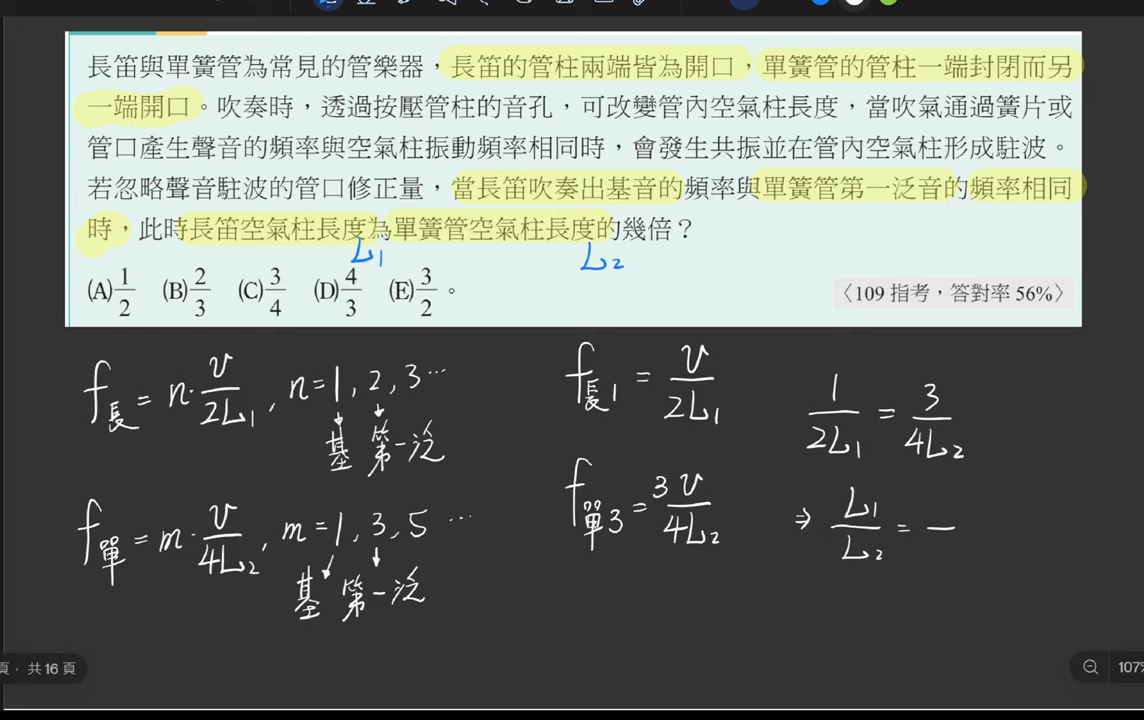 長笛與單簧管為常見的管樂器，長笛的管柱兩端皆為開口，單簧管的管柱一端封閉而另
一端開口。吹奏時，透過按壓管柱的音孔，可改變管內空氣柱長度，當吹氣通過簧片或
管口產生聲音的頻率與空氣柱振動頻率相同時，會發生共振並在管內空氣柱形成駐波。
若忽略聲音駐波的管口修正量，當長笛吹奏出基音的頻率與單簧管第一泛音的頻率相同
時，此時長笛空氣柱長度為單簧管空氣柱長度的幾倍？
L₁ L₂
(A) 1/2 (B) 2/3 (C) 3/4 (D) 4/3 (E) 3/2 。
〈109 指考，答對率 56%〉
f長 = n · v/2L₁ , n = 1 , 2 , 3 …
基 第一泛
f單 = m · v/4L₂ , m = 1 , 3 , 5 …
基 第一泛
f長1 = v/2L₁
f單3 = 3v/4L₂
1/2L₁ = 3/4L₂
⇒ L₁/L₂ = —
頁 · 共 16 頁
107%